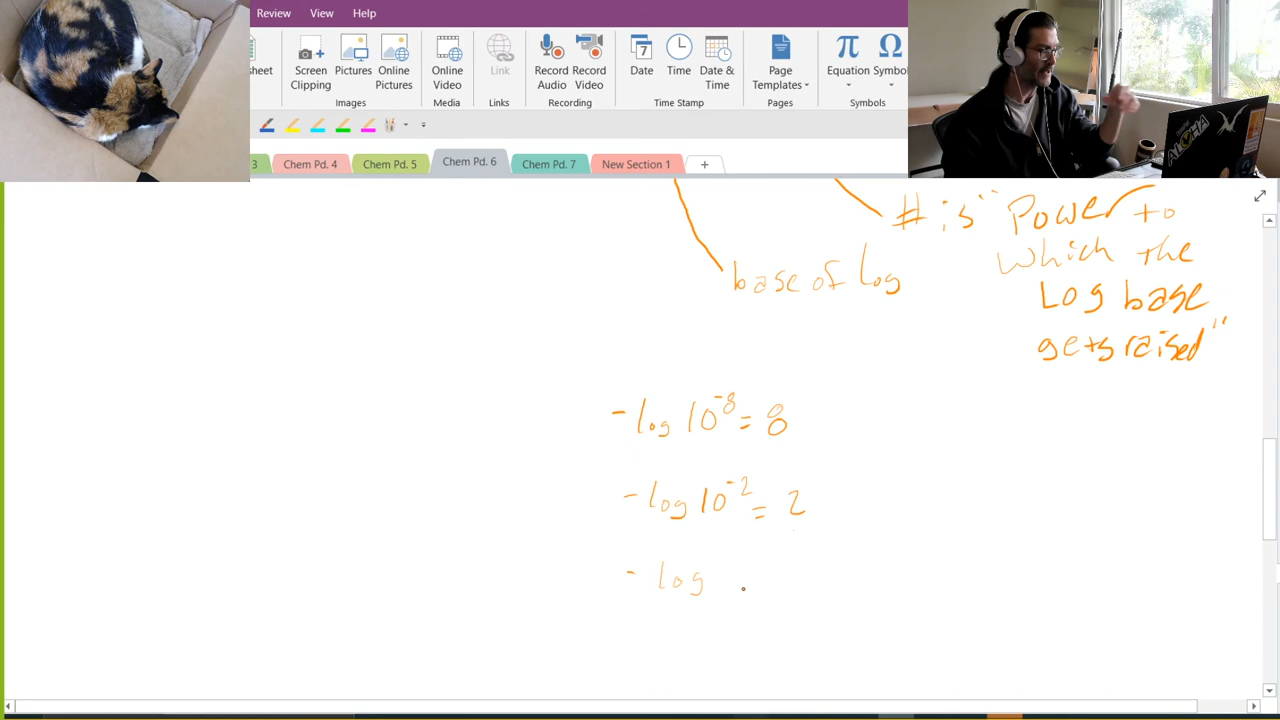 Review View Help
Screen Clipping
Pictures
Online Pictures
Online Video
Link
Record Audio
Record Video
Date
Time
Date & Time
Page Templates
Equation
Symbol
Images
Media
Links
Recording
Time Stamp
Pages
Symbols
3 Chem Pd. 4 Chem Pd. 5 Chem Pd. 6 Chem Pd. 7 New Section 1 +
# is "Power to
which the
Log base
gets raised"
base of log
-log 10⁻⁸ = 8
-log 10⁻² = 2
- log
ALOHA